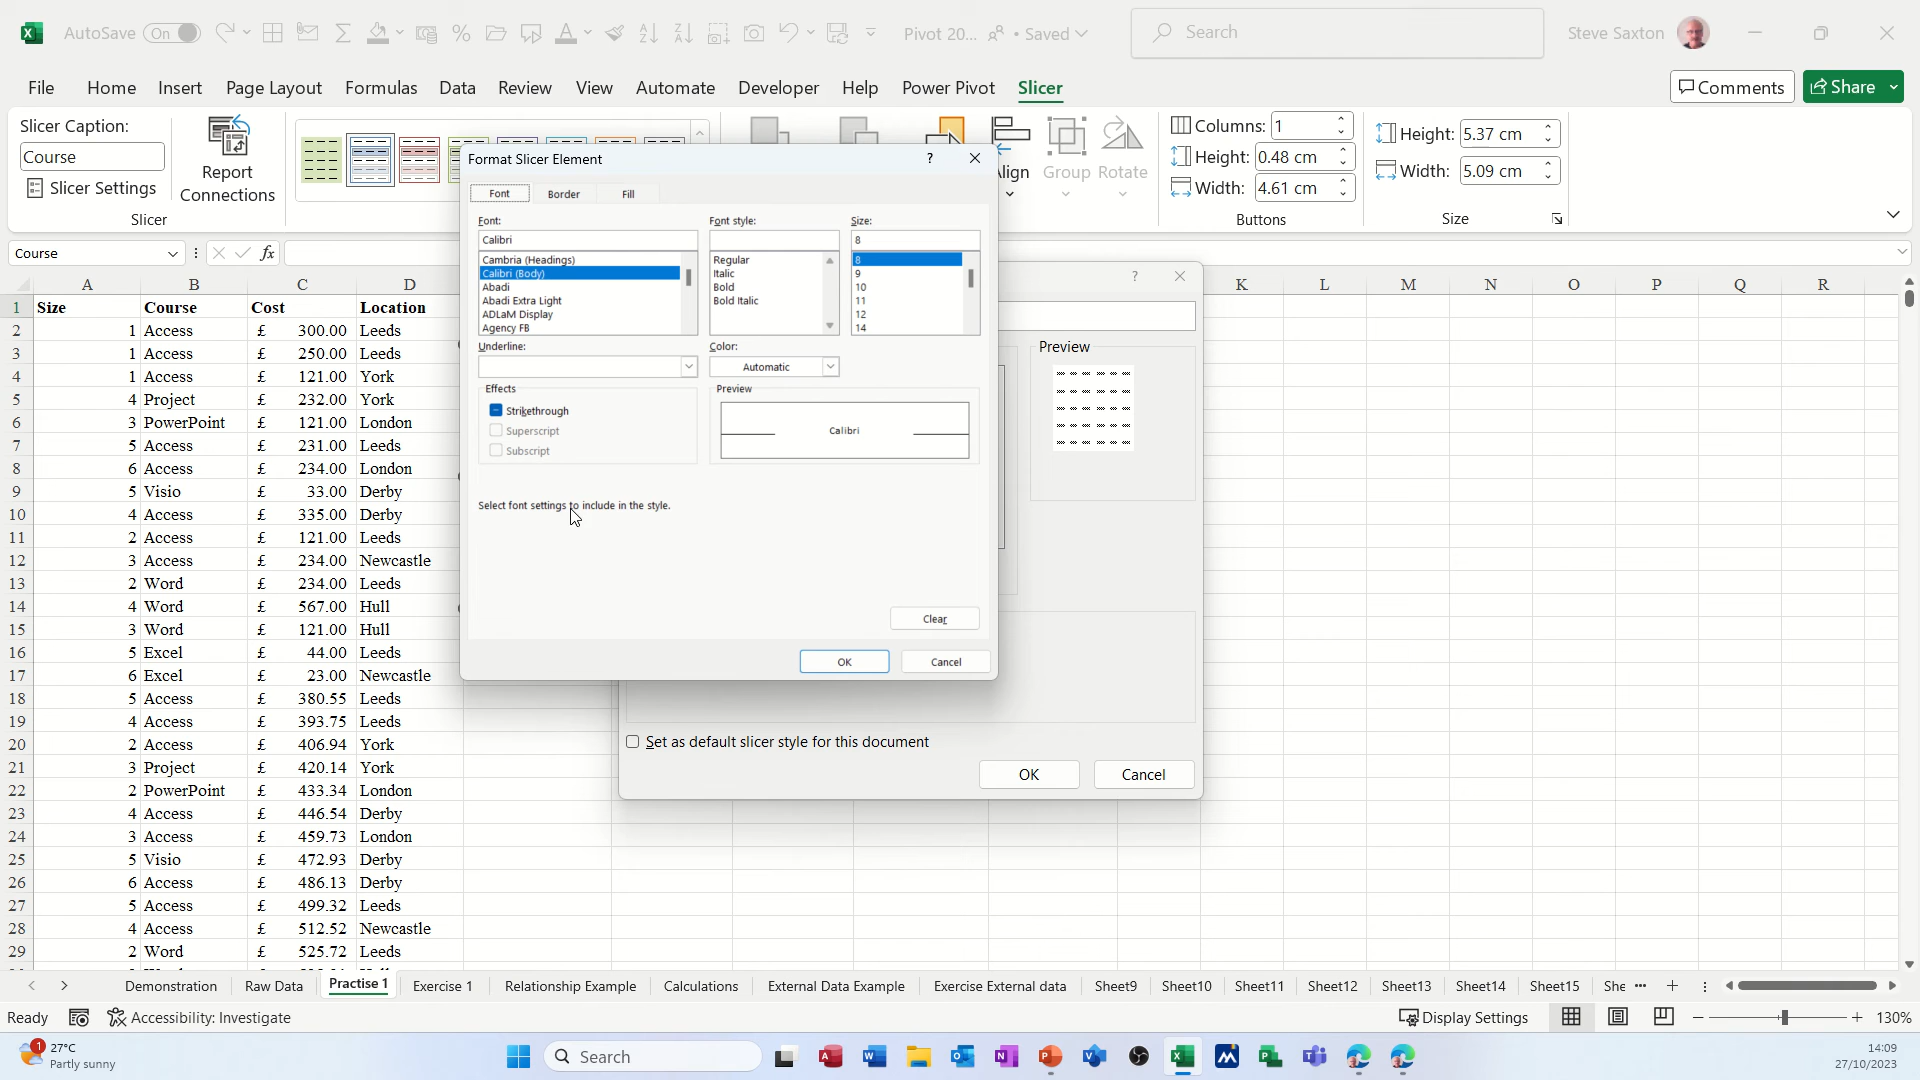 AutoSave On Pivot 20... • Saved Search Steve Saxton
File Home Insert Page Layout Formulas Data Review View Automate Developer Help Power Pivot Slicer Comments Share
Slicer Caption:
Course
Slicer Settings
Report
Connections
Slicer
Align
Group
Rotate
Columns: 1
Height: 0.48 cm
Width: 4.61 cm
Buttons
Height: 5.37 cm
Width: 5.09 cm
Size
Course fx
Format Slicer Element ?
Font Border Fill
Font: Font style: Size:
Calibri 8
Cambria (Headings) Regular 8
Calibri (Body) Italic 9
Abadi Bold 10
Abadi Extra Light Bold Italic 11
ADLaM Display 12
Agency FB 14
Underline: Color:
Automatic
Effects Preview
Strikethrough
Superscript Calibri
Subscript
Select font settings to include in the style.
Clear
OK Cancel
?
Preview
Set as default slicer style for this document
OK Cancel
A B C D K L M N O P Q R
1 Size Course Cost Location
2 1 Access £ 300.00 Leeds
3 1 Access £ 250.00 Leeds
4 1 Access £ 121.00 York
5 4 Project £ 232.00 York
6 3 PowerPoint £ 121.00 London
7 5 Access £ 231.00 Leeds
8 6 Access £ 234.00 London
9 5 Visio £ 33.00 Derby
10 4 Access £ 335.00 Derby
11 2 Access £ 121.00 Leeds
12 3 Access £ 234.00 Newcastle
13 2 Word £ 234.00 Leeds
14 4 Word £ 567.00 Hull
15 3 Word £ 121.00 Hull
16 5 Excel £ 44.00 Leeds
17 6 Excel £ 23.00 Newcastle
18 5 Access £ 380.55 Leeds
19 4 Access £ 393.75 Leeds
20 2 Access £ 406.94 York
21 3 Project £ 420.14 York
22 2 PowerPoint £ 433.34 London
23 4 Access £ 446.54 Derby
24 3 Access £ 459.73 London
25 5 Visio £ 472.93 Derby
26 6 Access £ 486.13 Derby
27 5 Access £ 499.32 Leeds
28 4 Access £ 512.52 Newcastle
29 2 Word £ 525.72 Leeds
Demonstration Raw Data Practise 1 Exercise 1 Relationship Example Calculations External Data Example Exercise External data Sheet9 Sheet10 Sheet11 Sheet12 Sheet13 Sheet14 Sheet15 She ...
Ready Accessibility: Investigate Display Settings 130%
1 27°C
Partly sunny
Search
14:09
27/10/2023